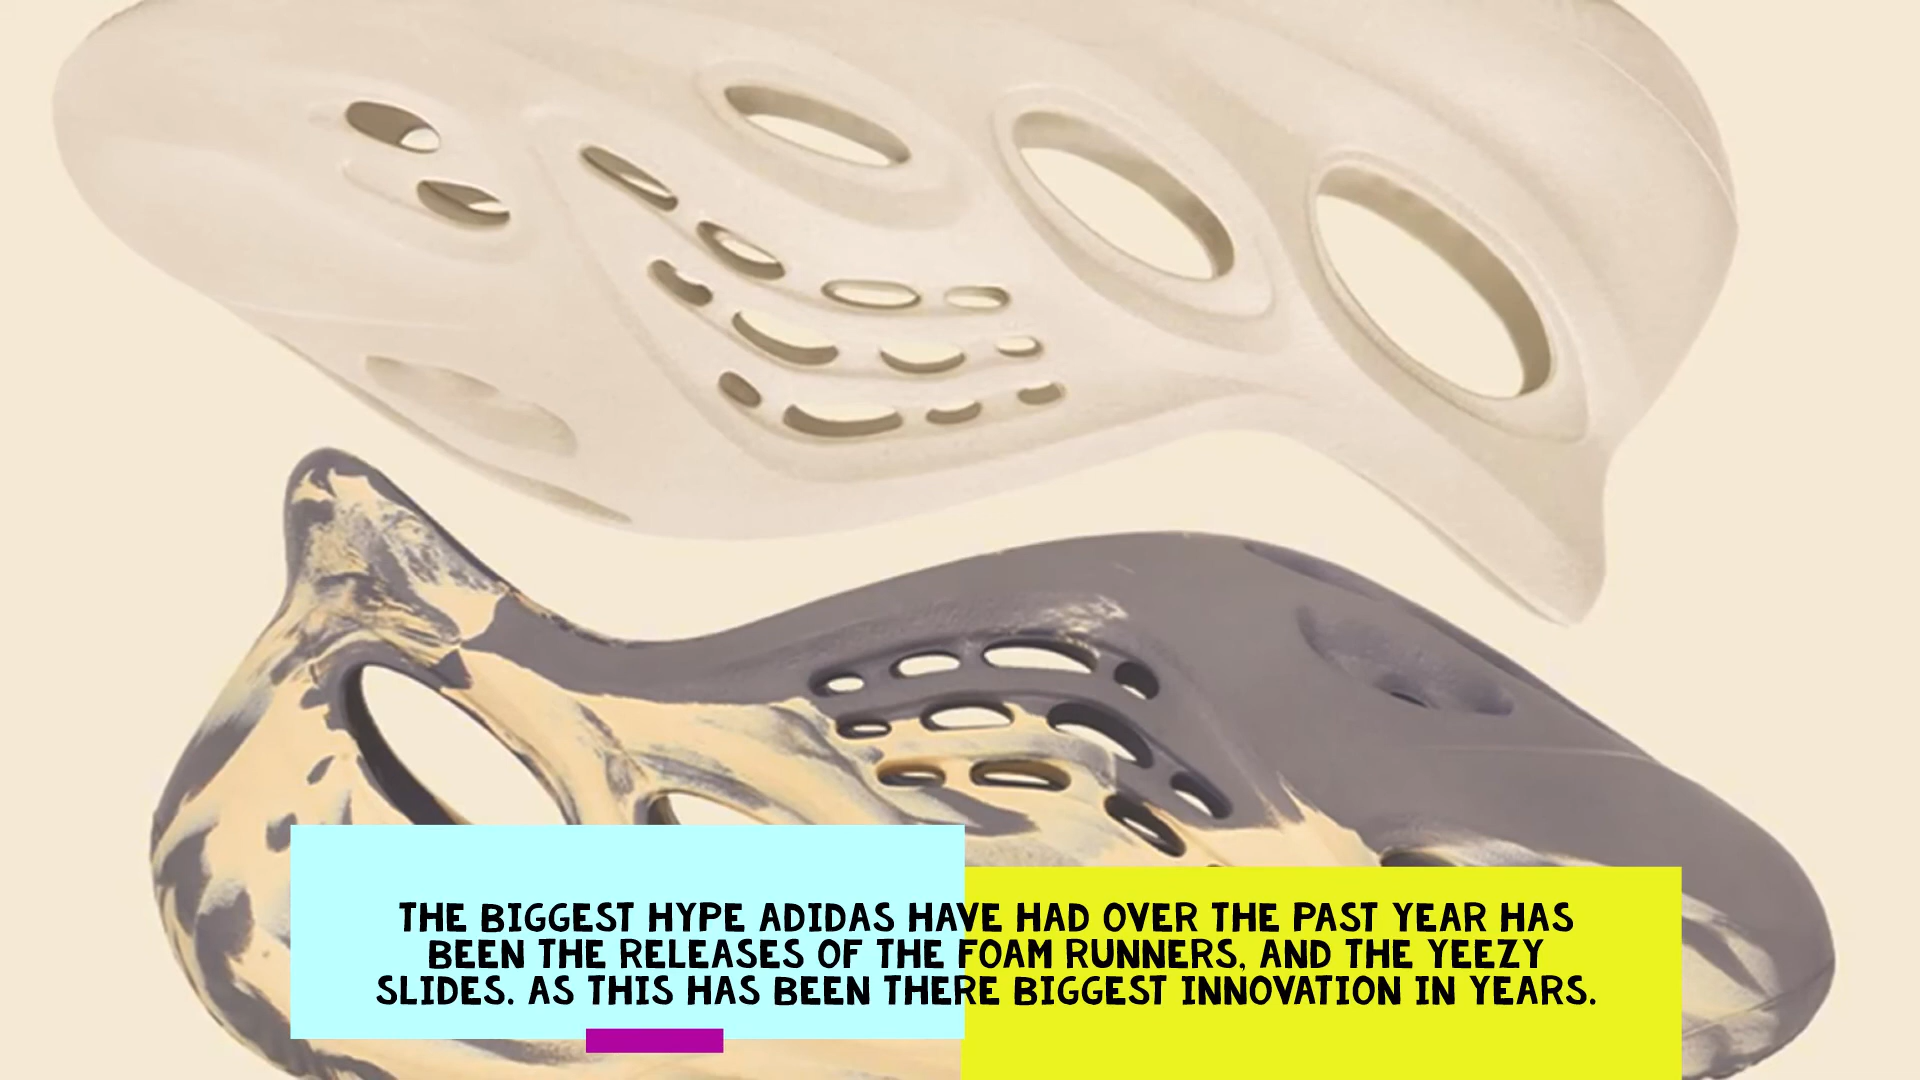 THE BIGGEST HYPE ADIDAS HAVE HAD OVER THE PAST YEAR HAS
BEEN THE RELEASES OF THE FOAM RUNNERS, AND THE YEEZY
SLIDES. AS THIS HAS BEEN THERE BIGGEST INNOVATION IN YEARS.